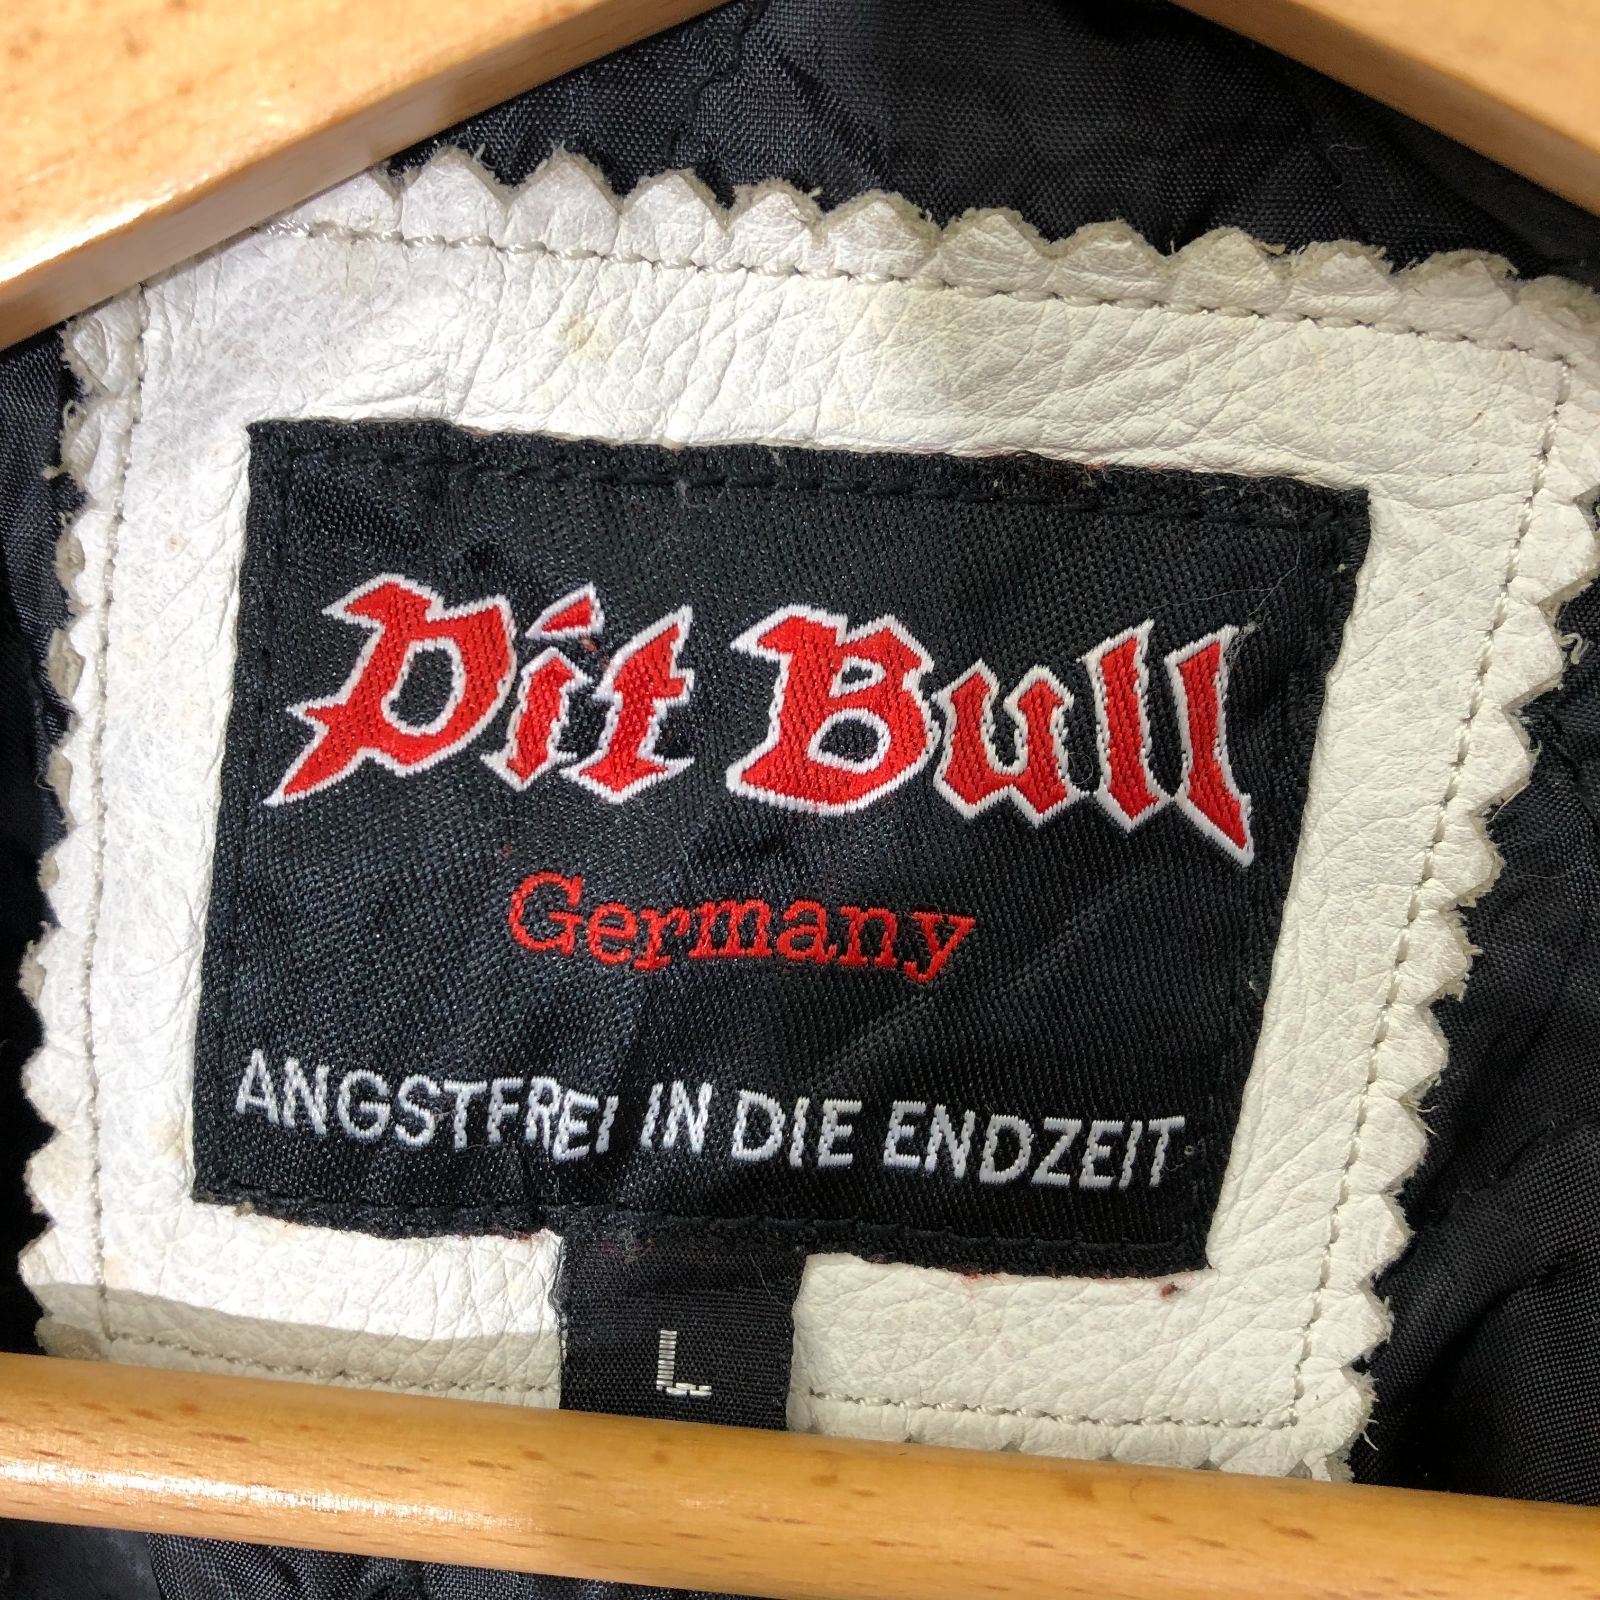 Pit Bull
Germany
ANGSTFREI IN DIE ENDZEIT
L